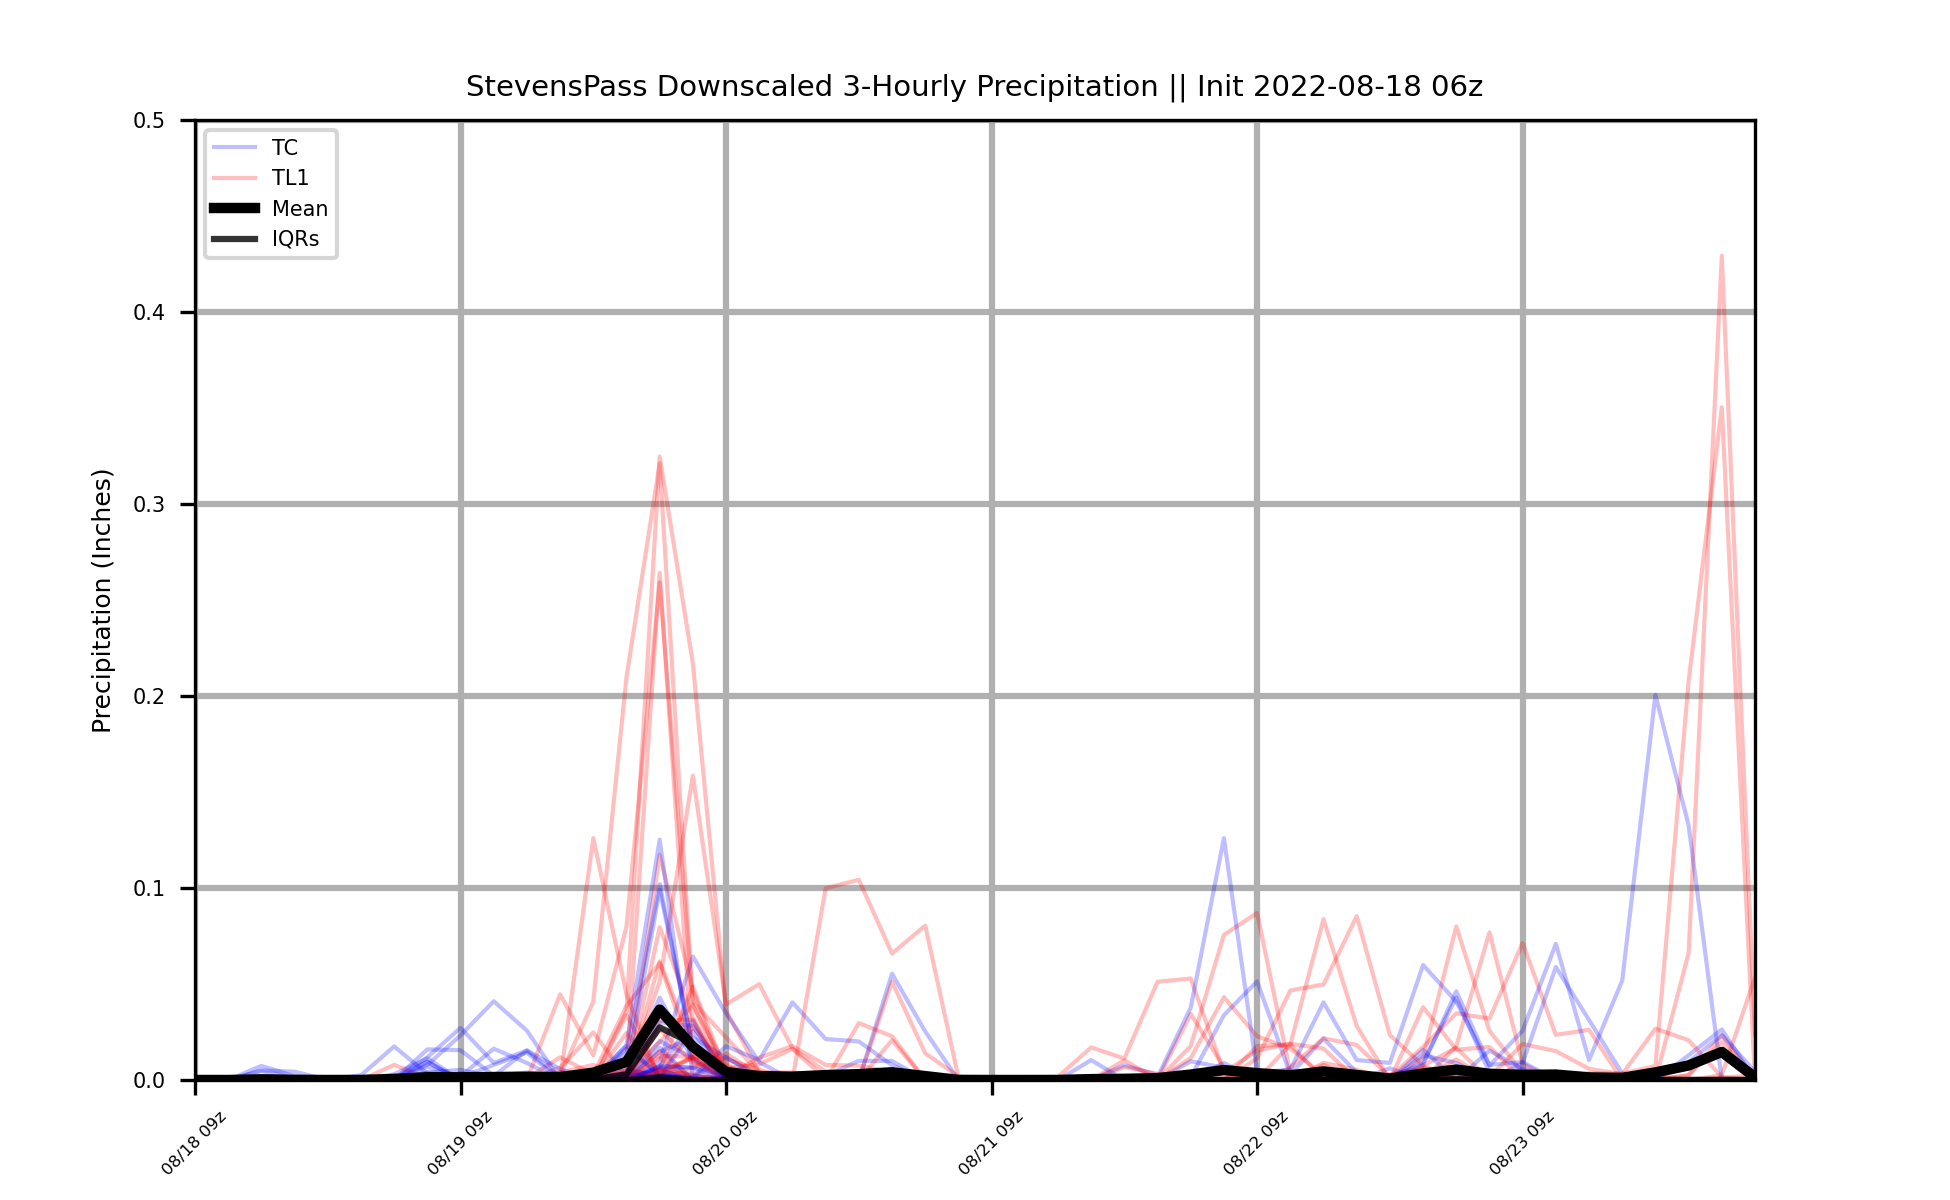 StevensPass Downscaled 3-Hourly Precipitation || Init 2022-08-18 06z
TC
TL1
Mean
IQRs
Precipitation (Inches)
0.5
0.4
0.3
0.2
0.1
0.0
08/18 09z
08/19 09z
08/20 09z
08/21 09z
08/22 09z
08/23 09z